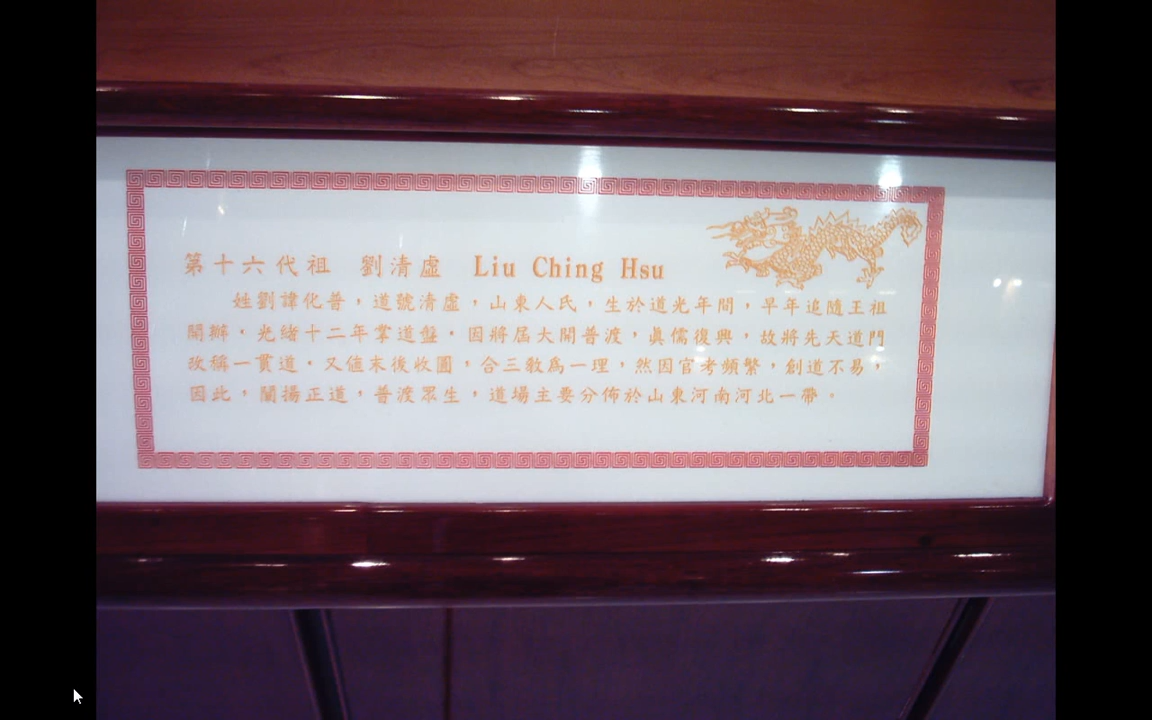 第十六代祖 劉清虛 Liu Ching Hsu
姓劉諱化普，道號清虛，山東人氏，生於道光年間，早年追隨王祖
開辦。光緒十二年掌道盤。因將屆大開普渡，眞儒復興，故將先天道門
改稱一貫道。又値末後收圓，合三教爲一理，然因官考頻繁，創道不易，
因此，闡揚正道，普渡眾生，道場主要分佈於山東河南河北一帶。